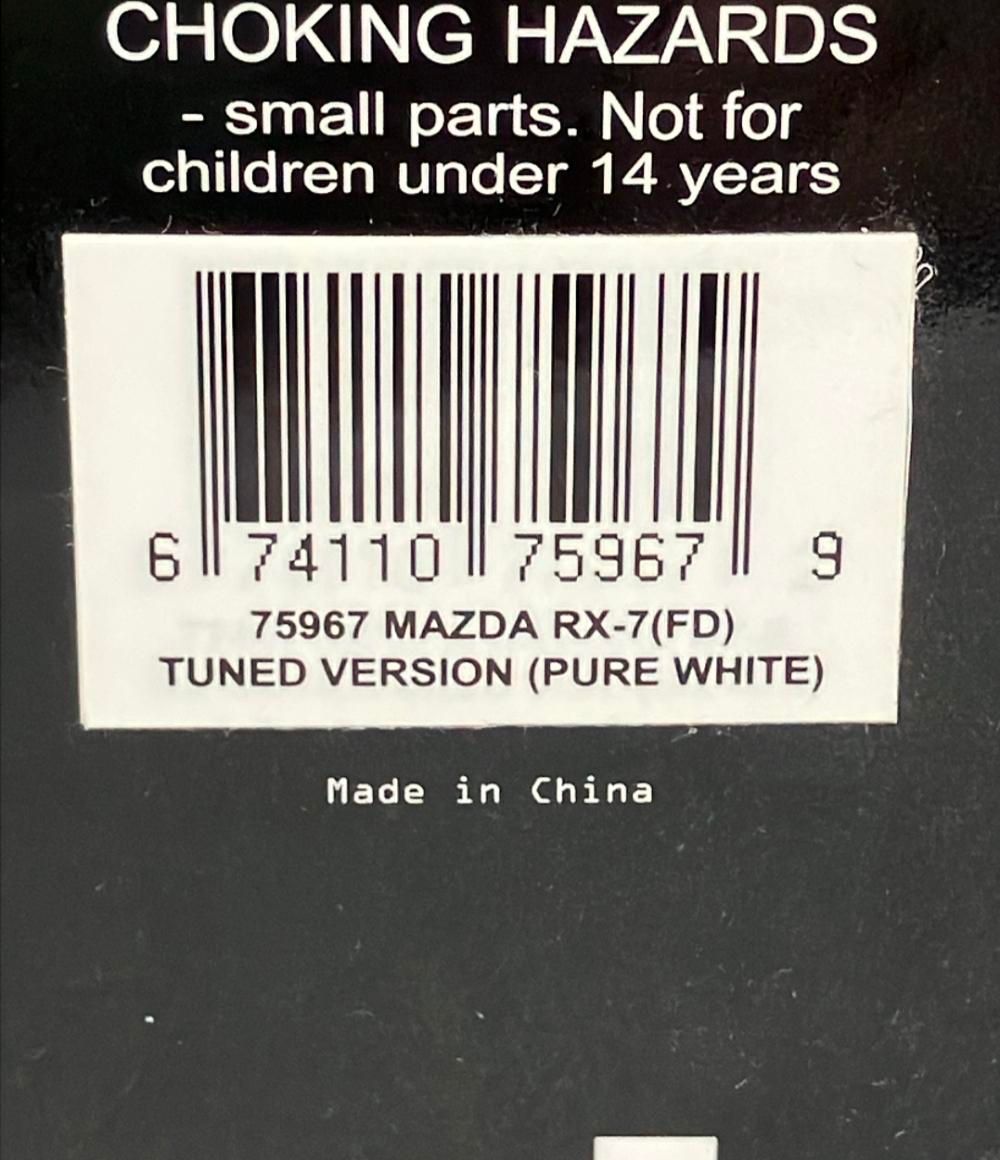 CHOKING HAZARDS
- small parts. Not for
children under 14 years
6 74110 75967 9
75967 MAZDA RX-7(FD)
TUNED VERSION (PURE WHITE)
Made in China